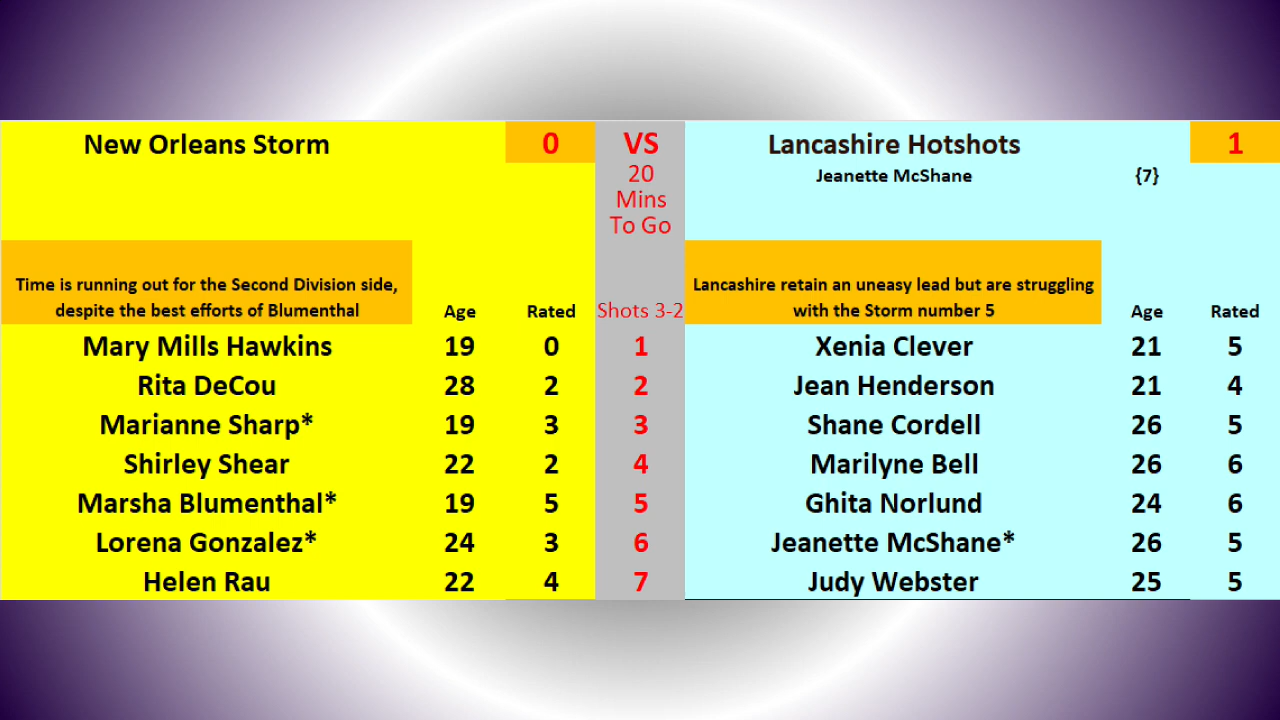 New Orleans Storm 0 VS Lancashire Hotshots 1
20 Jeanette McShane {7}
Mins
To Go
Time is running out for the Second Division side, Lancashire retain an uneasy lead but are struggling
despite the best efforts of Blumenthal Age Rated Shots 3-2 with the Storm number 5 Age Rated
Mary Mills Hawkins 19 0 1 Xenia Clever 21 5
Rita DeCou 28 2 2 Jean Henderson 21 4
Marianne Sharp* 19 3 3 Shane Cordell 26 5
Shirley Shear 22 2 4 Marilyne Bell 26 6
Marsha Blumenthal* 19 5 5 Ghita Norlund 24 6
Lorena Gonzalez* 24 3 6 Jeanette McShane* 26 5
Helen Rau 22 4 7 Judy Webster 25 5